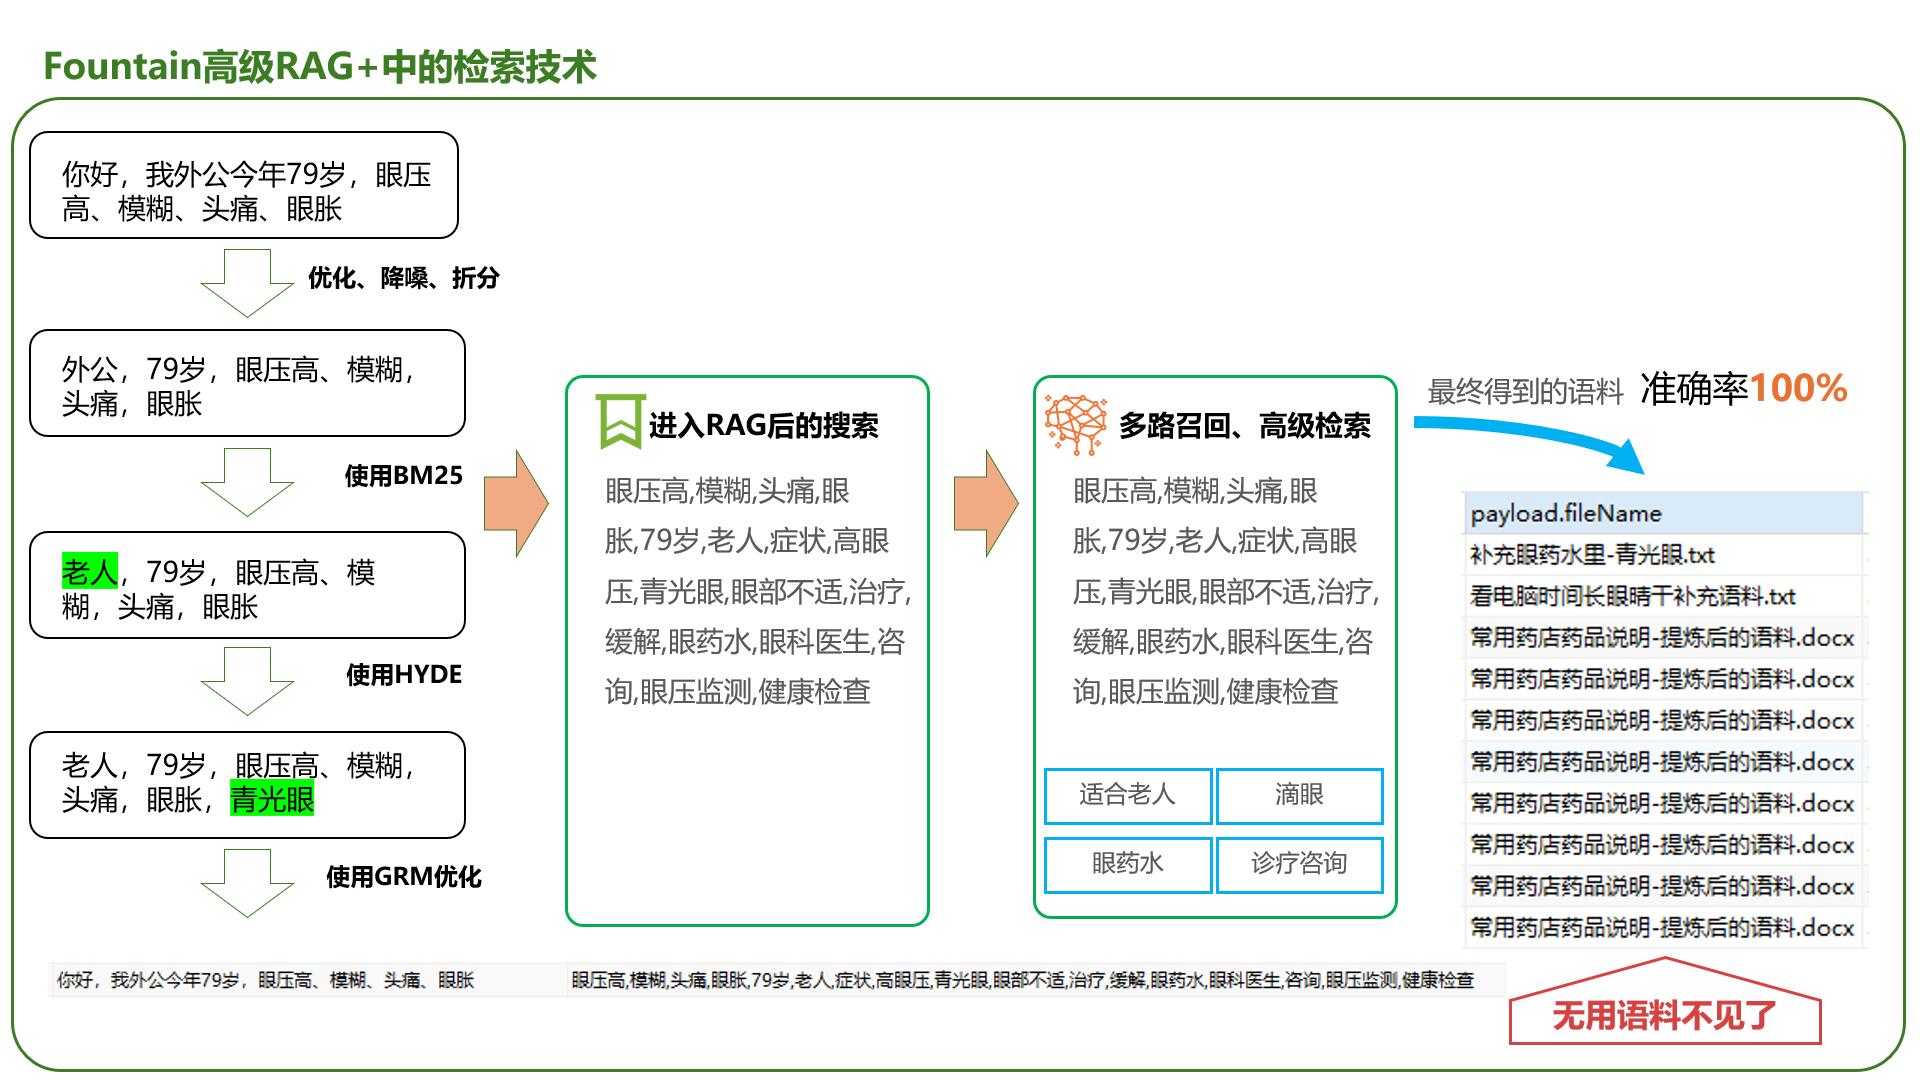 Fountain高级RAG+中的检索技术
你好，我外公今年79岁，眼压
高、模糊、头痛、眼胀
优化、降嗓、折分
外公，79岁，眼压高、模糊，
头痛，眼胀
使用BM25
老人，79岁，眼压高、模
糊，头痛，眼胀
使用HYDE
老人，79岁，眼压高、模糊，
头痛，眼胀，青光眼
使用GRM优化
进入RAG后的搜索
眼压高,模糊,头痛,眼
胀,79岁,老人,症状,高眼
压,青光眼,眼部不适,治疗,
缓解,眼药水,眼科医生,咨
询,眼压监测,健康检查
多路召回、高级检索
眼压高,模糊,头痛,眼
胀,79岁,老人,症状,高眼
压,青光眼,眼部不适,治疗,
缓解,眼药水,眼科医生,咨
询,眼压监测,健康检查
适合老人
滴眼
眼药水
诊疗咨询
最终得到的语料 准确率100%
payload.fileName
补充眼药水里-青光眼.txt
看电脑时间长眼睛干补充语料.txt
常用药店药品说明-提炼后的语料.docx
常用药店药品说明-提炼后的语料.docx
常用药店药品说明-提炼后的语料.docx
常用药店药品说明-提炼后的语料.docx
常用药店药品说明-提炼后的语料.docx
常用药店药品说明-提炼后的语料.docx
常用药店药品说明-提炼后的语料.docx
常用药店药品说明-提炼后的语料.docx
你好，我外公今年79岁，眼压高、模糊、头痛、眼胀
眼压高,模糊,头痛,眼胀,79岁,老人,症状,高眼压,青光眼,眼部不适,治疗,缓解,眼药水,眼科医生,咨询,眼压监测,健康检查
无用语料不见了